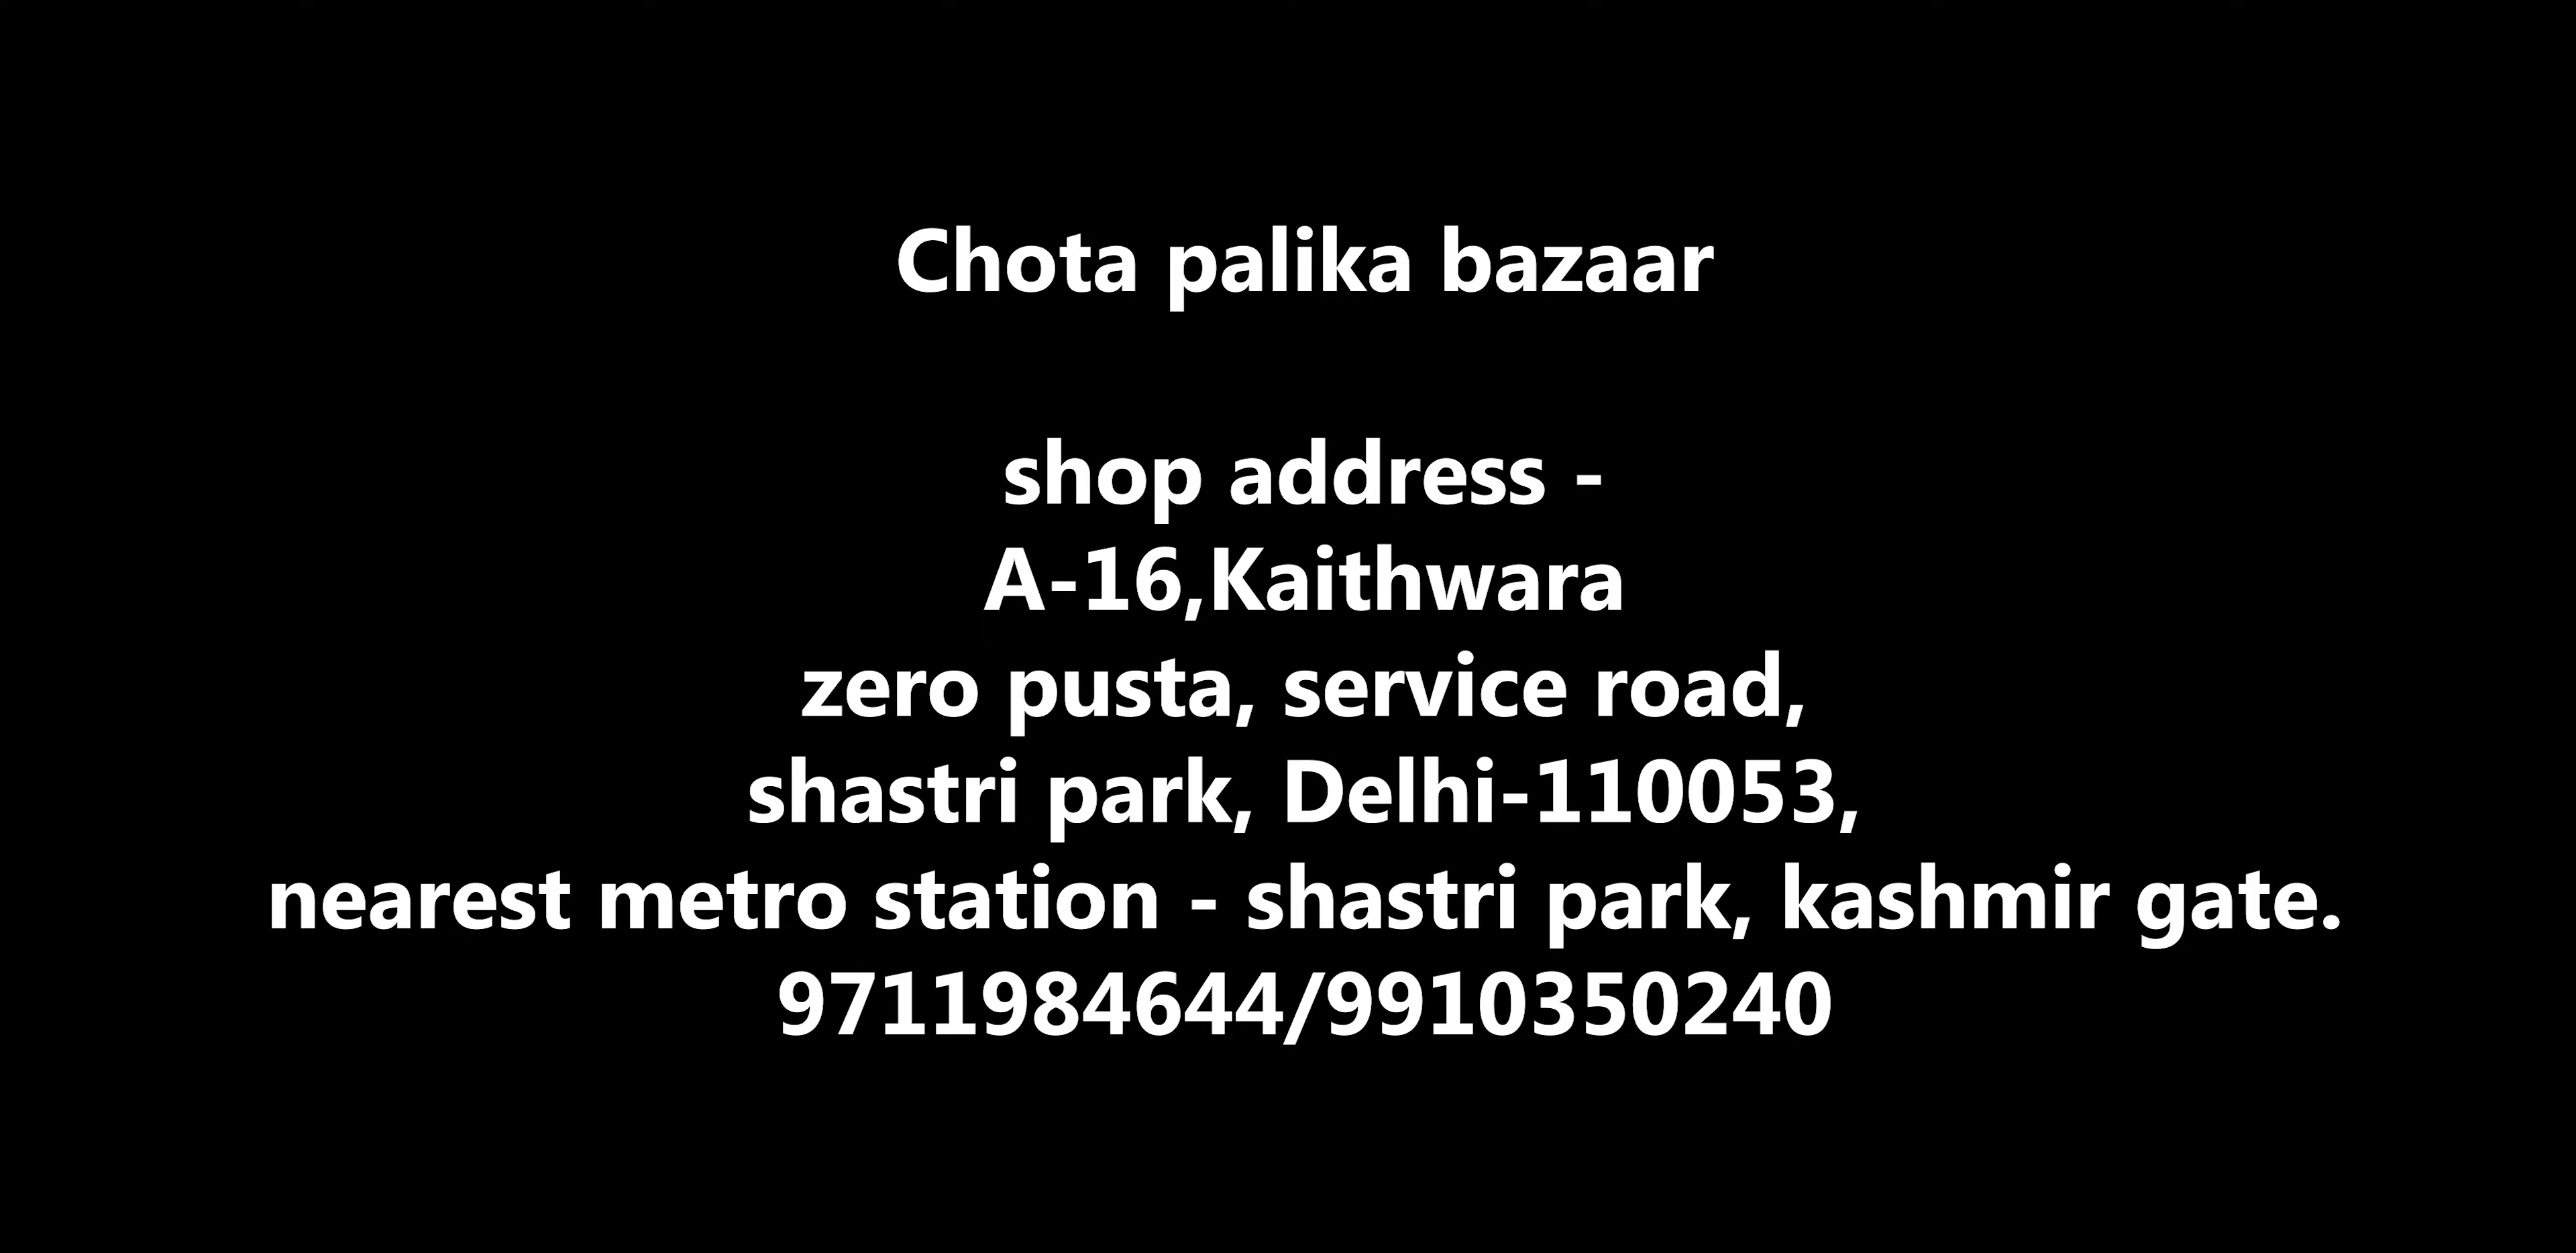 Chota palika bazaar
shop address -
A-16,Kaithwara
zero pusta, service road,
shastri park, Delhi-110053,
nearest metro station - shastri park, kashmir gate.
9711984644/9910350240